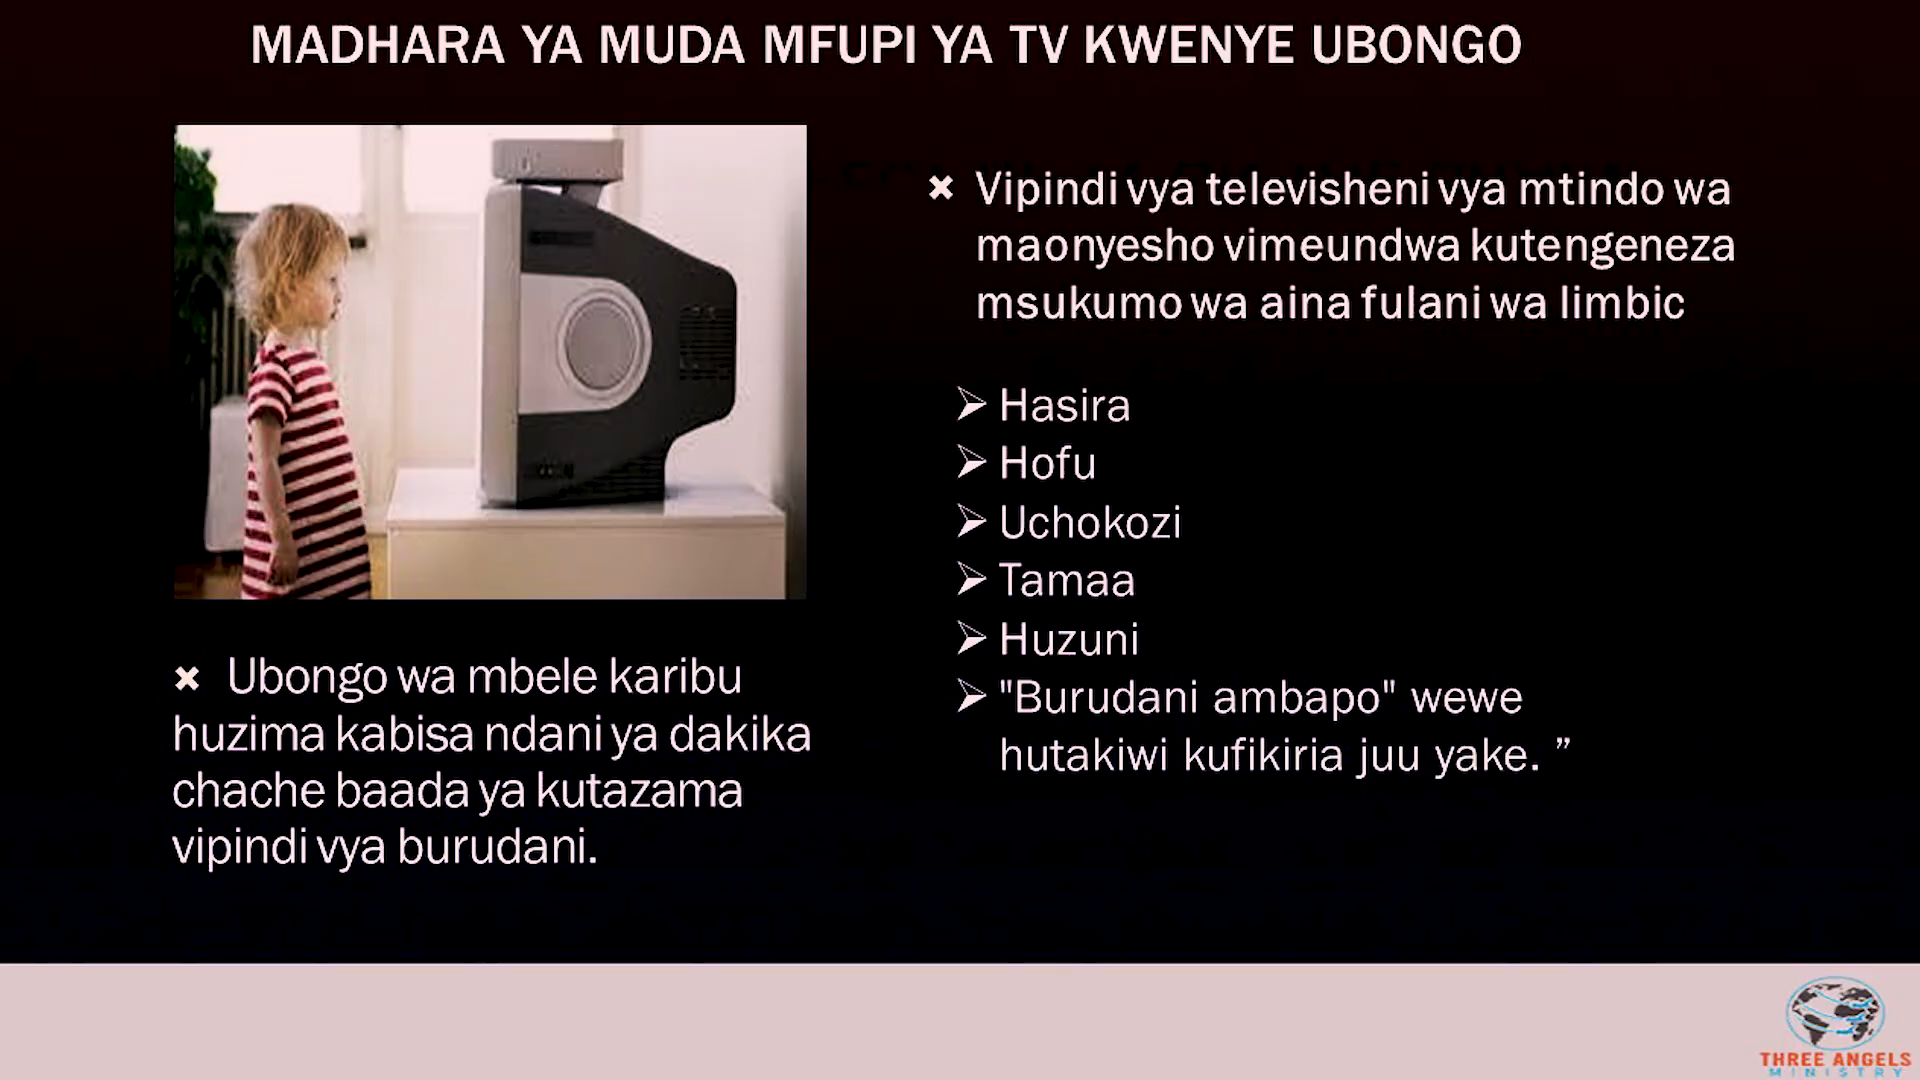 MADHARA YA MUDA MFUPI YA TV KWENYE UBONGO
Ubongo wa mbele karibu
huzima kabisa ndani ya dakika
chache baada ya kutazama
vipindi vya burudani.
Vipindi vya televisheni vya mtindo wa
maonyesho vimeundwa kutengeneza
msukumo wa aina fulani wa limbic
Hasira
Hofu
Uchokozi
Tamaa
Huzuni
"Burudani ambapo" wewe
hutakiwi kufikiria juu yake. ”
THREE ANGELS
MINISTRY